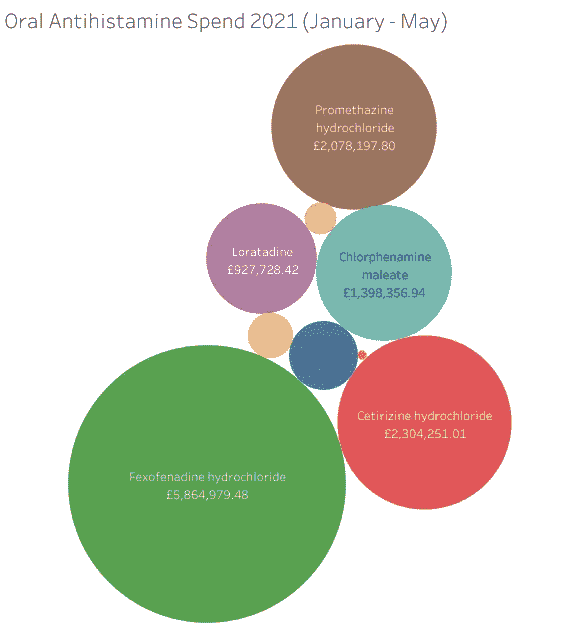 Oral Antihistamine Spend 2021 (January - May)
Promethazine
hydrochloride
£2,078,197.80
Loratadine
£927,728.42
Chlorphenamine
maleate
£1,398,356.94
Cetirizine hydrochloride
£2,304,251.01
Fexofenadine hydrochloride
£5,864,979.48